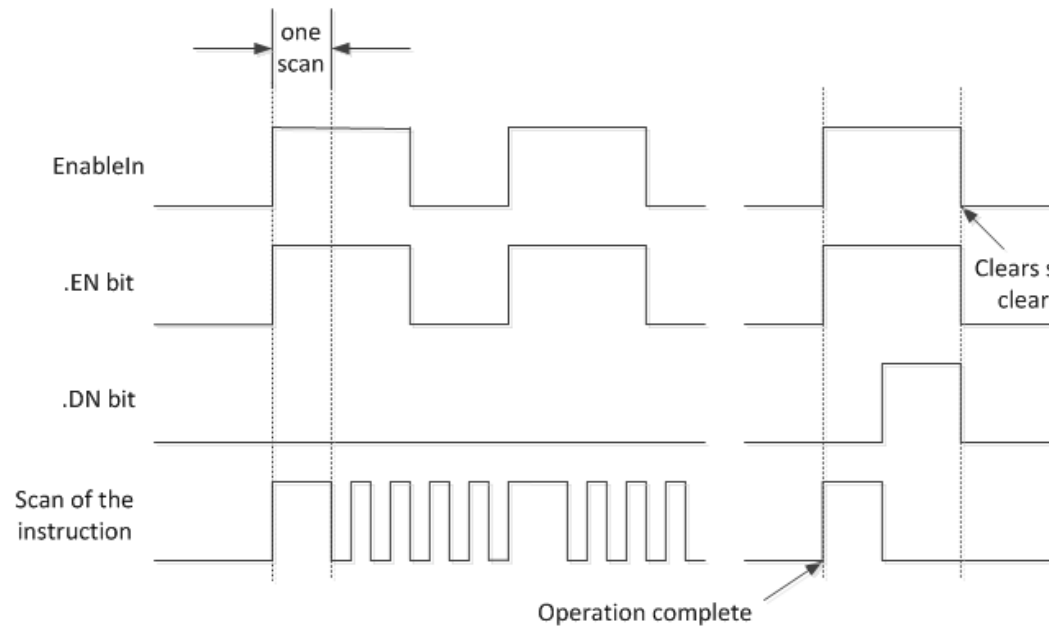 one
scan
EnableIn
.EN bit
Clears
clear
.DN bit
Scan of the
instruction
Operation complete